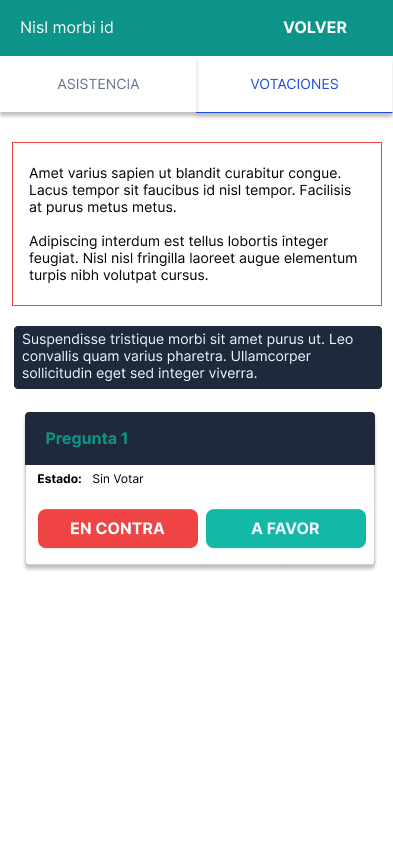 Nisl morbi id
VOLVER
ASISTENCIA
VOTACIONES
Amet varius sapien ut blandit curabitur congue.
Lacus tempor sit faucibus id nisl tempor. Facilisis
at purus metus metus.
Adipiscing interdum est tellus lobortis integer
feugiat. Nisl nisl fringilla laoreet augue elementum
turpis nibh volutpat cursus.
Suspendisse tristique morbi sit amet purus ut. Leo
convallis quam varius pharetra. Ullamcorper
sollicitudin eget sed integer viverra.
Pregunta 1
Estado: Sin Votar
EN CONTRA
A FAVOR